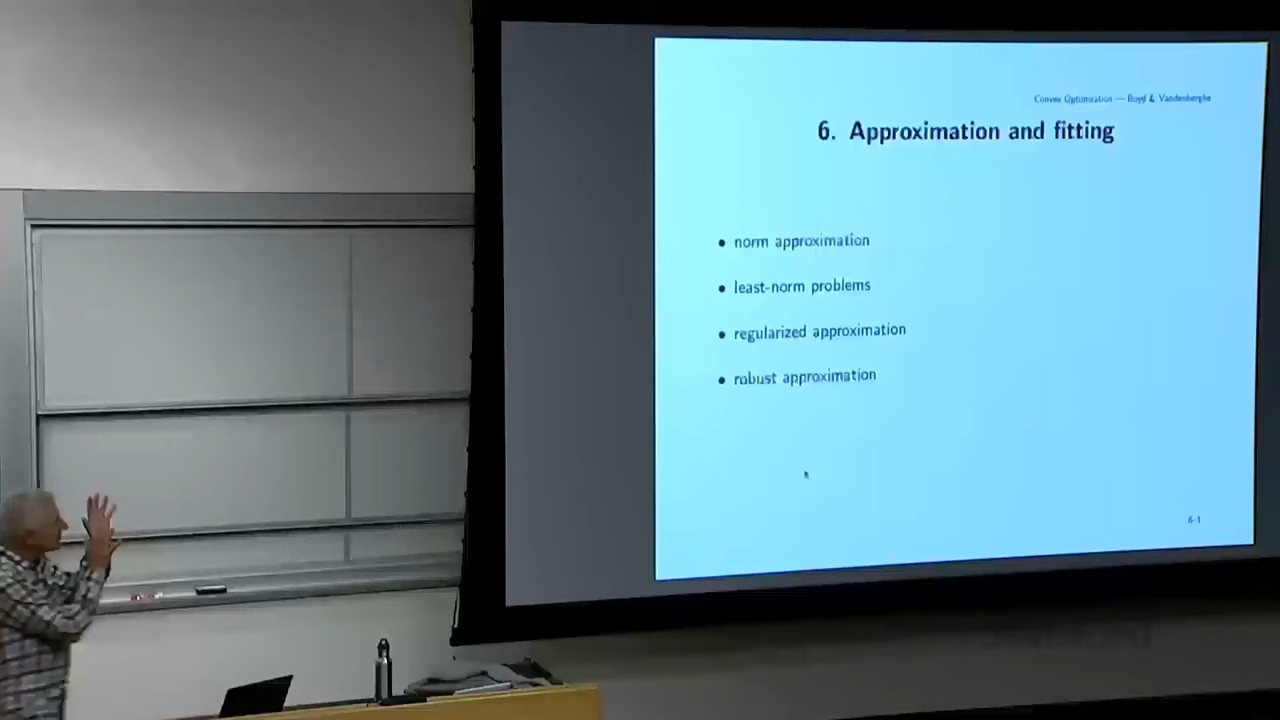 Convex Optimization — Boyd & Vandenberghe
6. Approximation and fitting
• norm approximation
• least-norm problems
• regularized approximation
• robust approximation
6-1